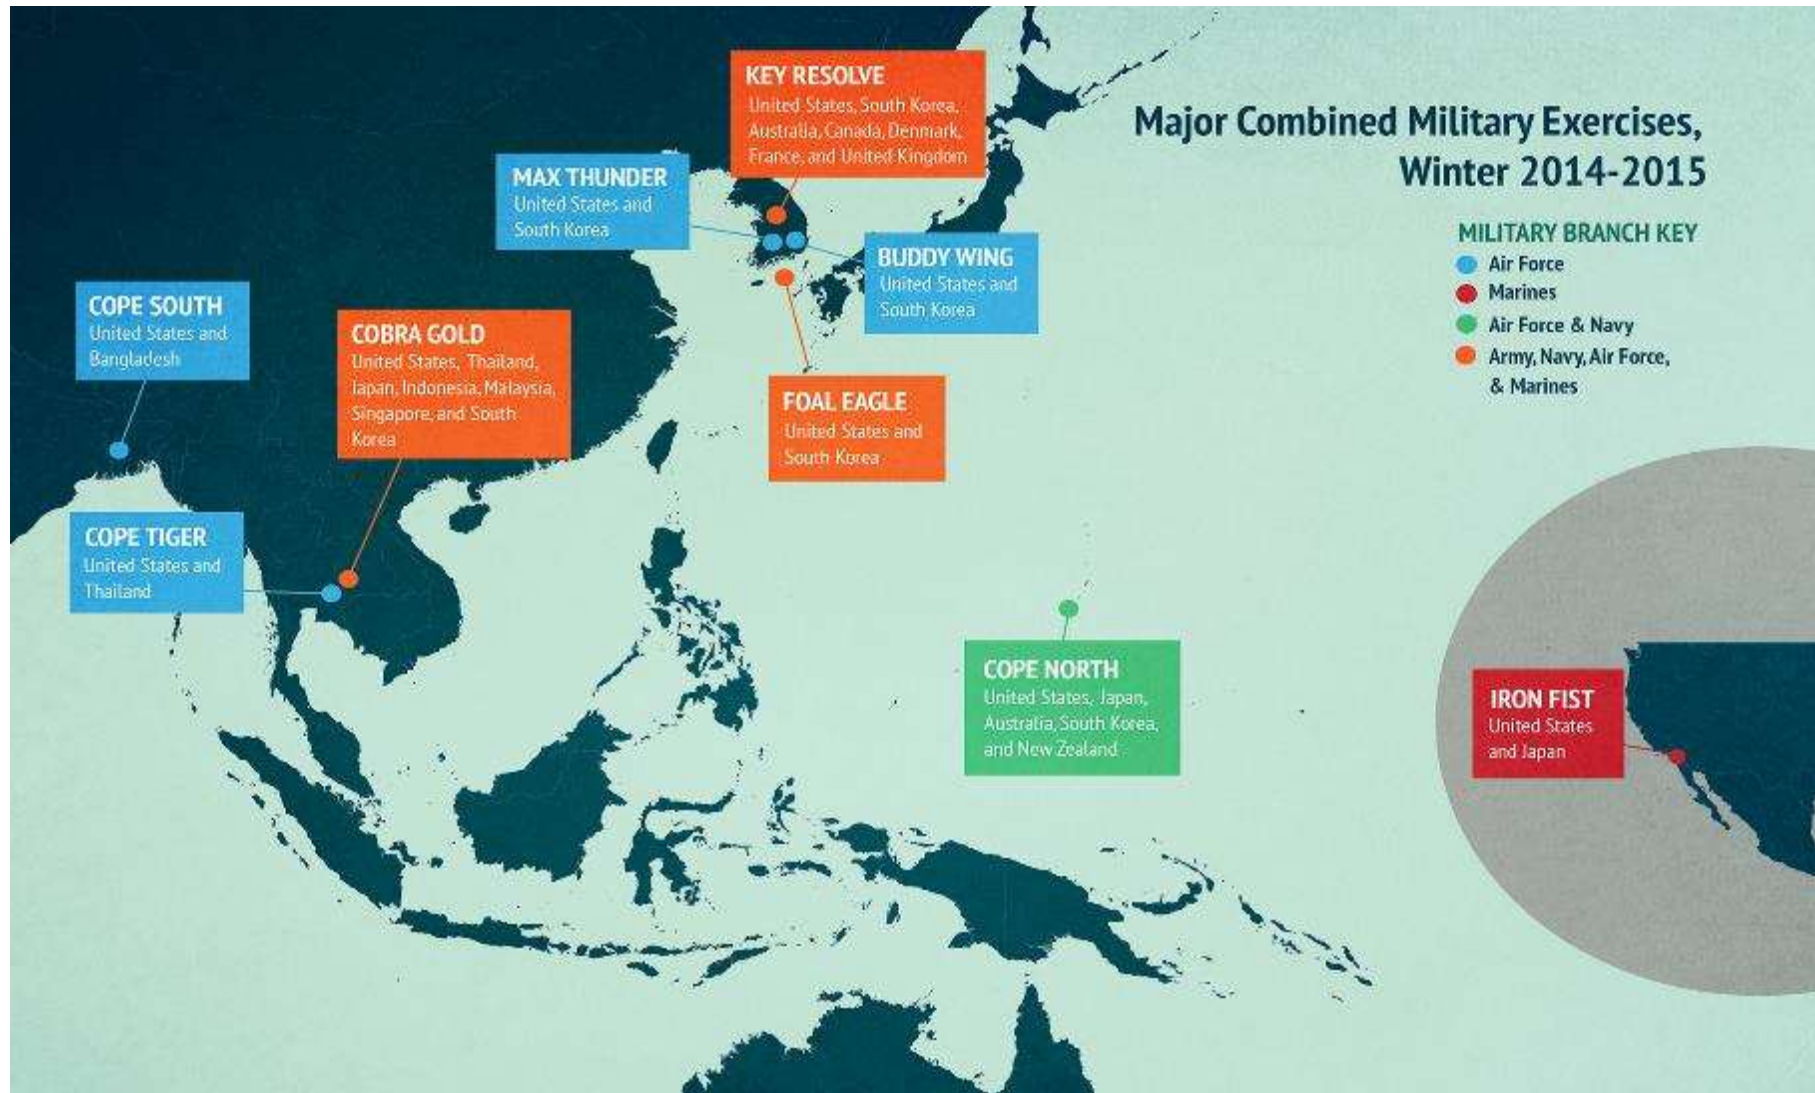 Major Combined Military Exercises,
Winter 2014-2015
MILITARY BRANCH KEY
Air Force
Marines
Air Force & Navy
Army, Navy, Air Force,
& Marines
KEY RESOLVE
United States, South Korea,
Australia, Canada, Denmark,
France, and United Kingdom
MAX THUNDER
United States and
South Korea
BUDDY WING
United States and
South Korea
COPE SOUTH
United States and
Bangladesh
COBRA GOLD
United States, Thailand,
Japan, Indonesia, Malaysia,
Singapore, and South
Korea
FOAL EAGLE
United States and
South Korea
COPE TIGER
United States and
Thailand
COPE NORTH
United States, Japan,
Australia, South Korea,
and New Zealand
IRON FIST
United States
and Japan